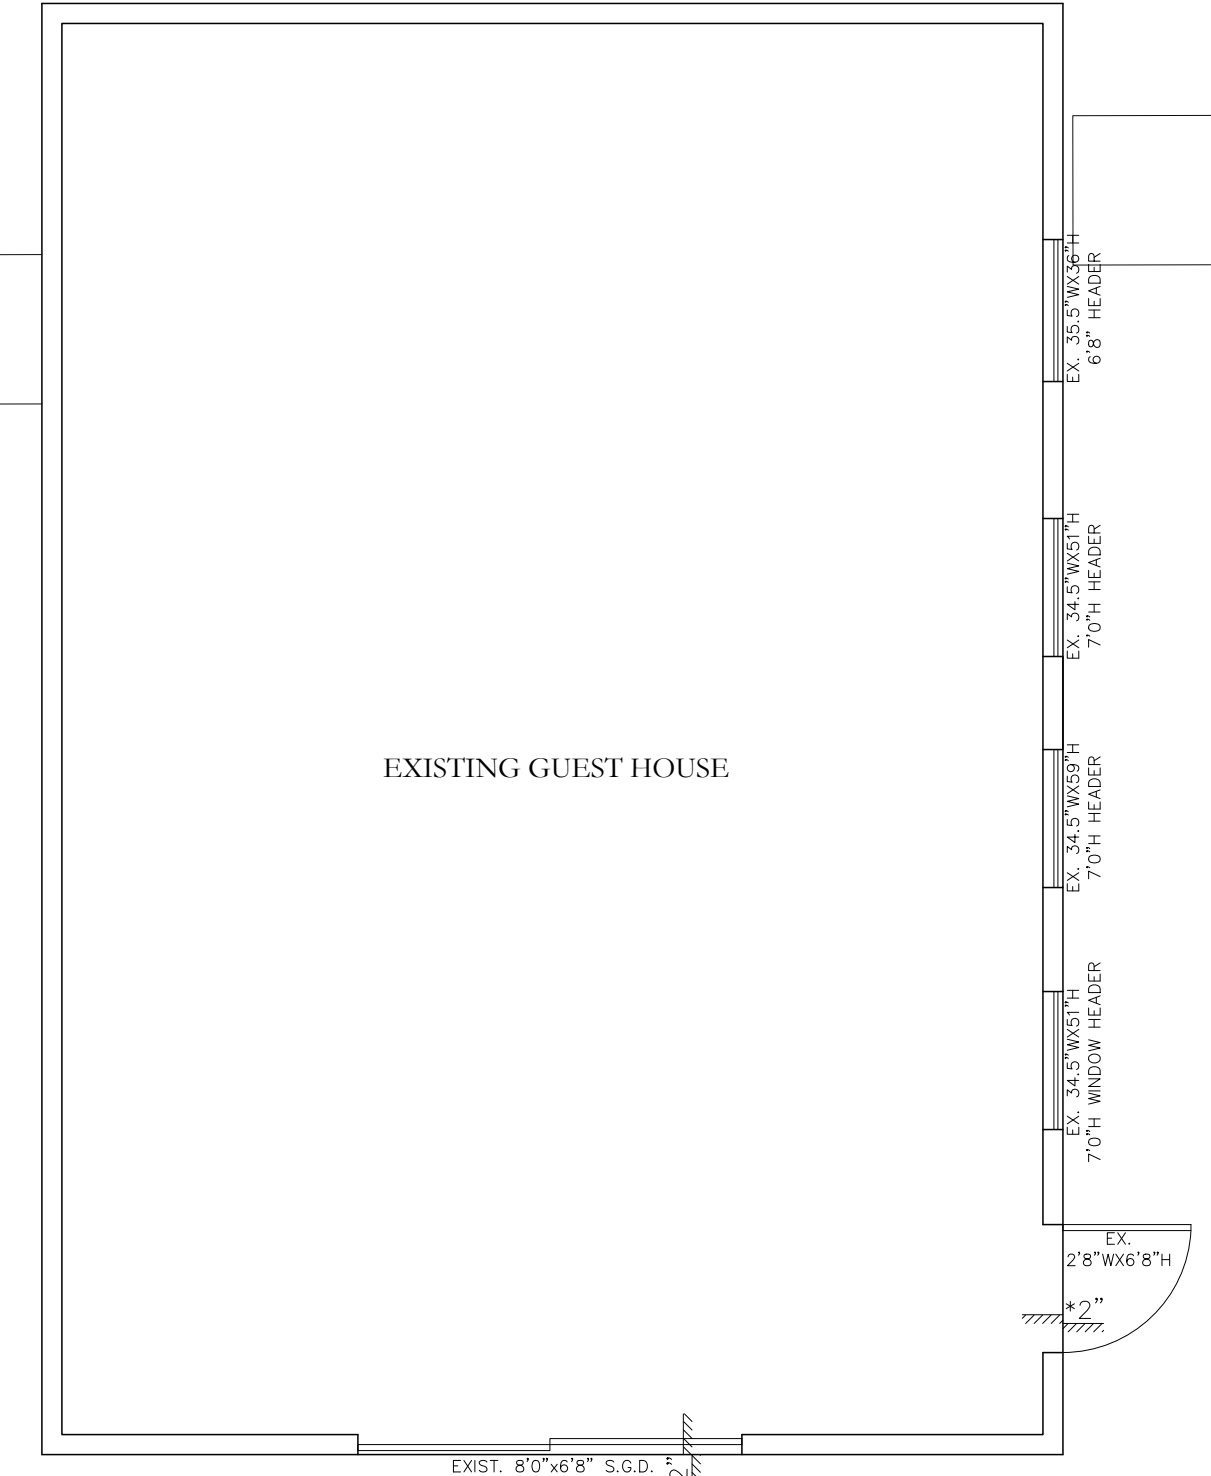 EX. 35.5"WX36"H
6'8" HEADER
EX. 34.5"WX51"H
7'0"H HEADER
EXISTING GUEST HOUSE
EX. 34.5"WX59"H
7'0"H HEADER
EX. 34.5"WX51"H
7'0"H WINDOW HEADER
EX.
2'8"WX6'8"H
*2"
EXIST. 8'0"x6'8" S.G.D.
2"